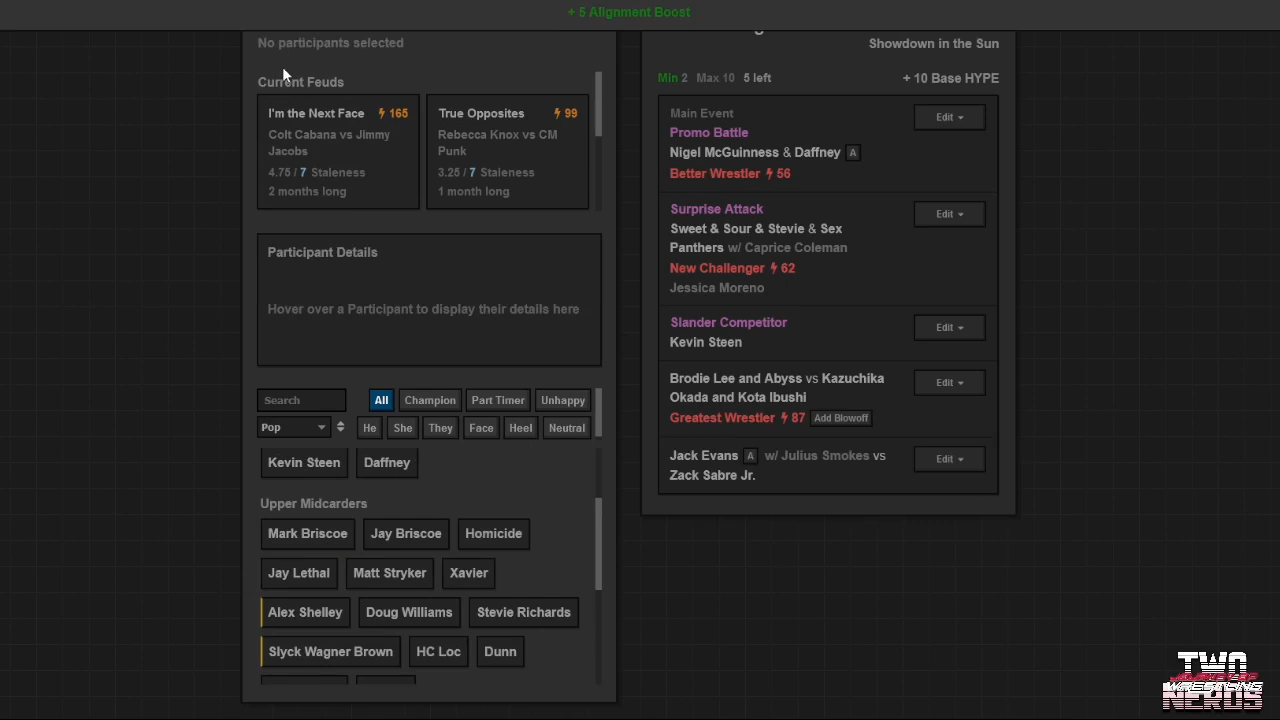 + 5 Alignment Boost
No participants selected
Current Feuds
I'm the Next Face 165
Colt Cabana vs Jimmy
Jacobs
4.75 / 7 Staleness
2 months long
True Opposites 99
Rebecca Knox vs CM
Punk
3.25 / 7 Staleness
1 month long
Participant Details
Hover over a Participant to display their details here
Search
All
Champion
Part Timer
Unhappy
Pop
He
She
They
Face
Heel
Neutral
Kevin Steen
Daffney
Upper Midcarders
Mark Briscoe
Jay Briscoe
Homicide
Jay Lethal
Matt Stryker
Xavier
Alex Shelley
Doug Williams
Stevie Richards
Slyck Wagner Brown
HC Loc
Dunn
Showdown in the Sun
Min 2 Max 10 5 left
+ 10 Base HYPE
Main Event
Promo Battle
Nigel McGuinness & Daffney A
Better Wrestler 56
Edit
Surprise Attack
Sweet & Sour & Stevie & Sex
Panthers w/ Caprice Coleman
New Challenger 62
Jessica Moreno
Edit
Slander Competitor
Kevin Steen
Edit
Brodie Lee and Abyss vs Kazuchika
Okada and Kota Ibushi
Greatest Wrestler 87 Add Blowoff
Edit
Jack Evans A w/ Julius Smokes vs
Zack Sabre Jr.
Edit
TWO
WRESTLING
NERDS